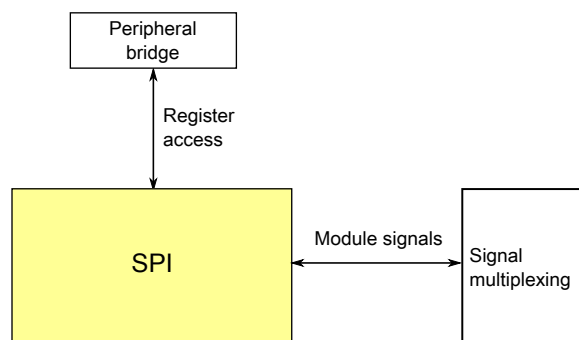 Peripheral
bridge
Register
access
SPI
Module signals
Signal
multiplexing